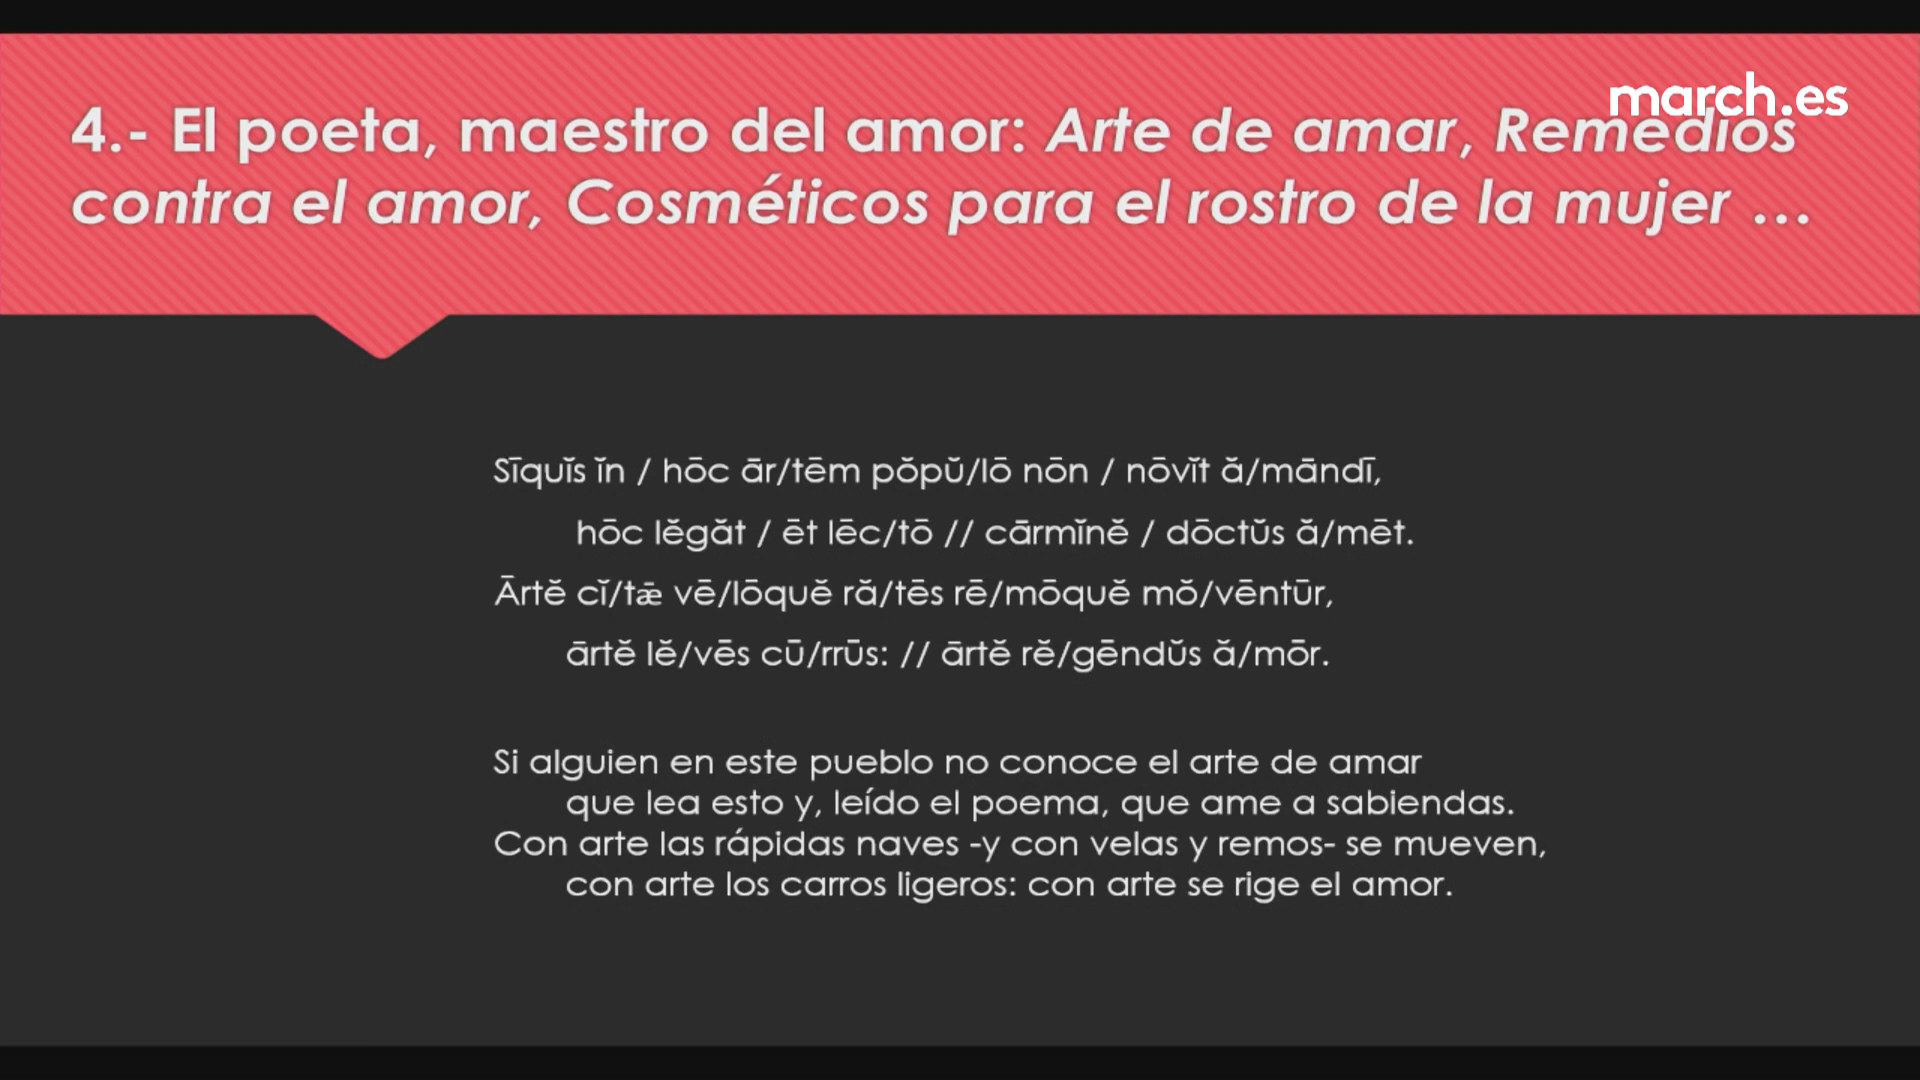 march.es
4.- El poeta, maestro del amor: Arte de amar, Remedios
contra el amor, Cosméticos para el rostro de la mujer …
Sīquĭs ĭn / hōc ār/tēm pŏpŭ/lō nōn / nōvĭt ă/māndī,
hōc lĕgăt / ēt lēc/tō // cārmĭnĕ / dōctŭs ă/mēt.
Ārtĕ cĭ/tǣ vē/lōquĕ ră/tēs rē/mōquĕ mŏ/vēntūr,
ārtĕ lĕ/vēs cū/rrūs: // ārtĕ rĕ/gēndŭs ă/mōr.
Si alguien en este pueblo no conoce el arte de amar
que lea esto y, leído el poema, que ame a sabiendas.
Con arte las rápidas naves -y con velas y remos- se mueven,
con arte los carros ligeros: con arte se rige el amor.